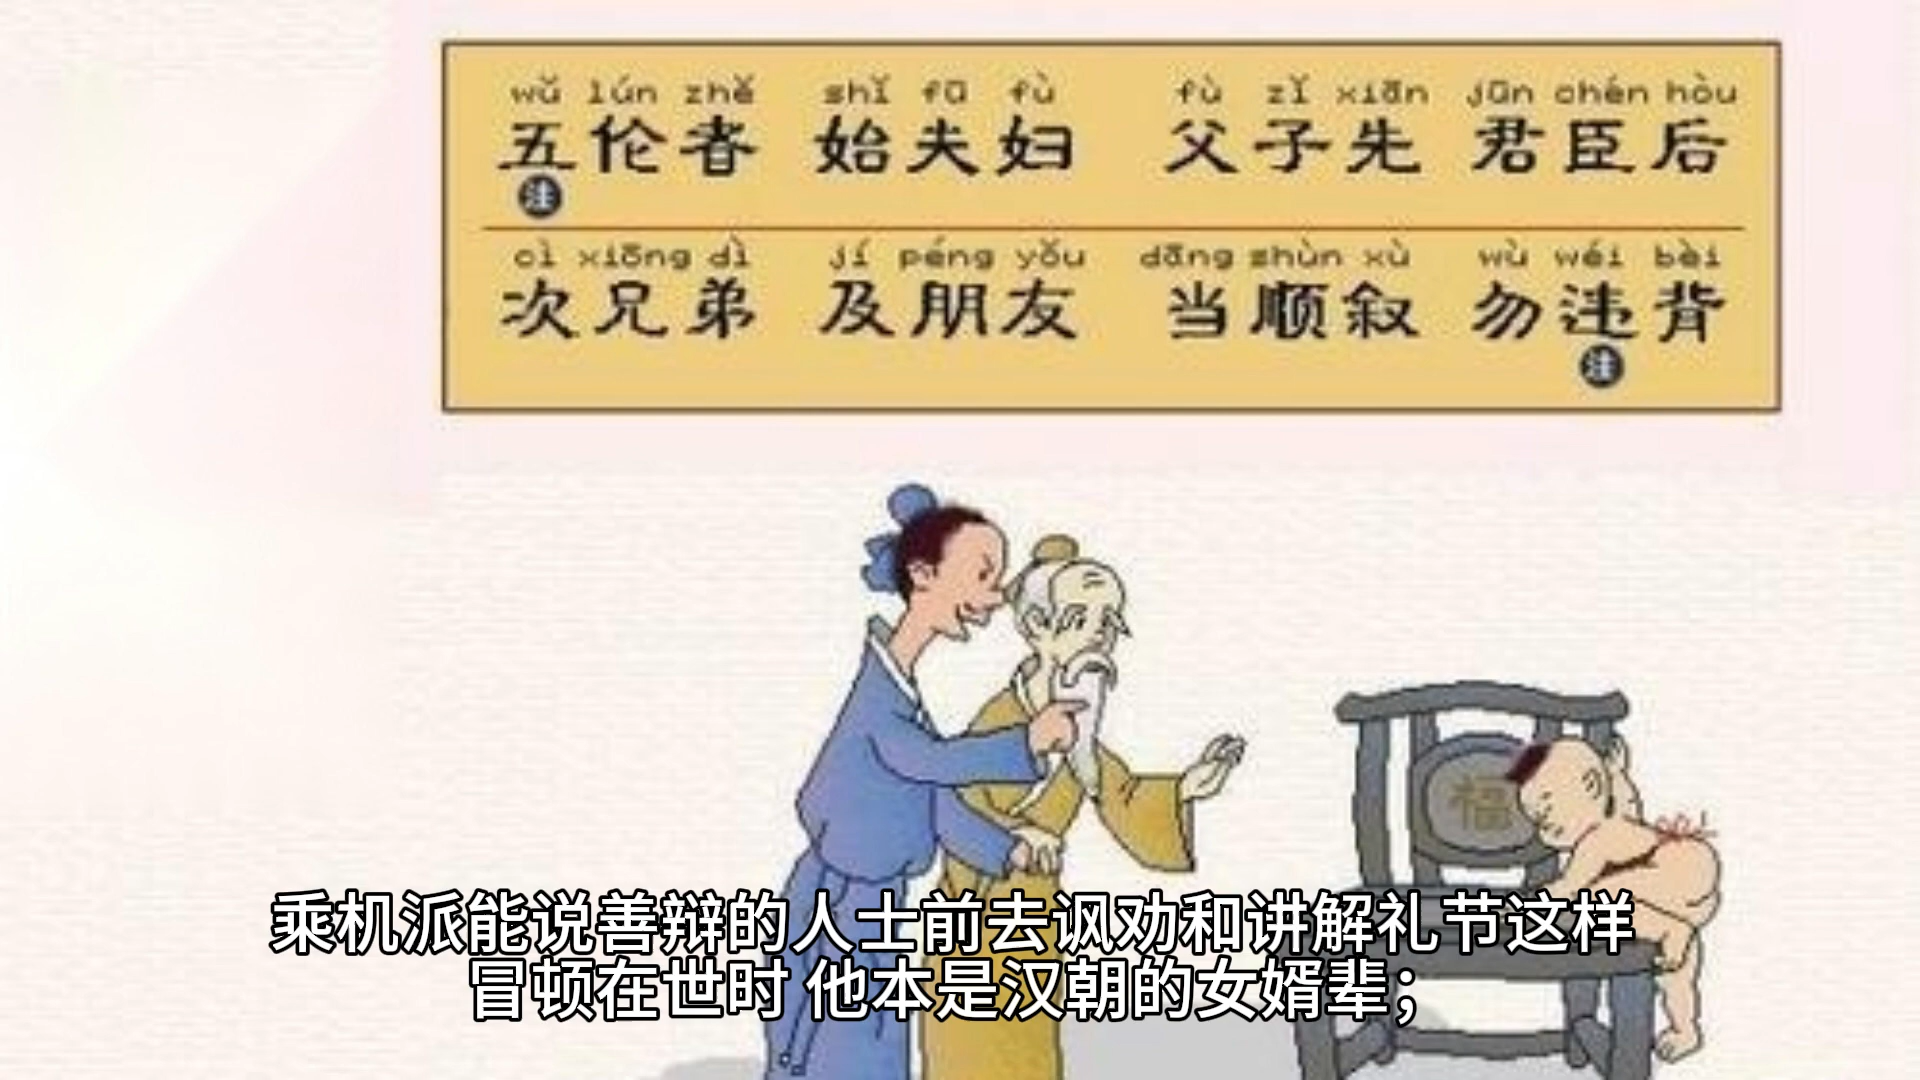 wǔ lún zhě shǐ fū fù fù zǐ xiān jūn chén hòu
五伦者 始夫妇 父子先 君臣后
注
cì xiōng dì jí péng yǒu dāng shùn xù wù wéi bèi
次兄弟 及朋友 当顺叙 勿违背
注
福
乘机派能说善辩的人士前去讽劝和讲解礼节这样
冒顿在世时 他本是汉朝的女婿辈；